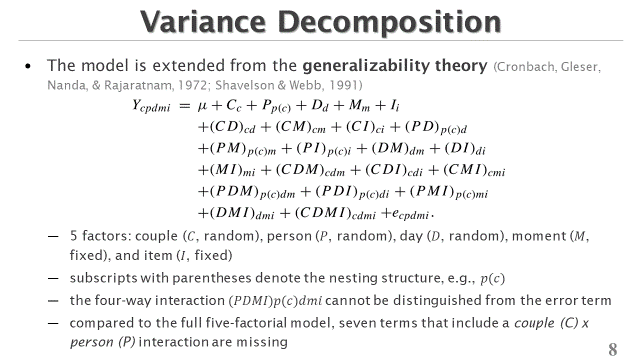 Variance Decomposition
• The model is extended from the generalizability theory (Cronbach, Gleser,
Nanda, & Rajaratnam, 1972; Shavelson & Webb, 1991)
Y_{cpdmi} = μ + C_c + P_{p(c)} + D_d + M_m + I_i
+(CD)_{cd} + (CM)_{cm} + (CI)_{ci} + (PD)_{p(c)d}
+(PM)_{p(c)m} + (PI)_{p(c)i} + (DM)_{dm} + (DI)_{di}
+(MI)_{mi} + (CDM)_{cdm} + (CDI)_{cdi} + (CMI)_{cmi}
+(PDM)_{p(c)dm} + (PDI)_{p(c)di} + (PMI)_{p(c)mi}
+(DMI)_{dmi} + (CDMI)_{cdmi} +e_{cpdmi}.
— 5 factors: couple (C, random), person (P, random), day (D, random), moment (M,
fixed), and item (I, fixed)
— subscripts with parentheses denote the nesting structure, e.g., p(c)
— the four-way interaction (PDMI)p(c)dmi cannot be distinguished from the error term
— compared to the full five-factorial model, seven terms that include a couple (C) x
person (P) interaction are missing
8